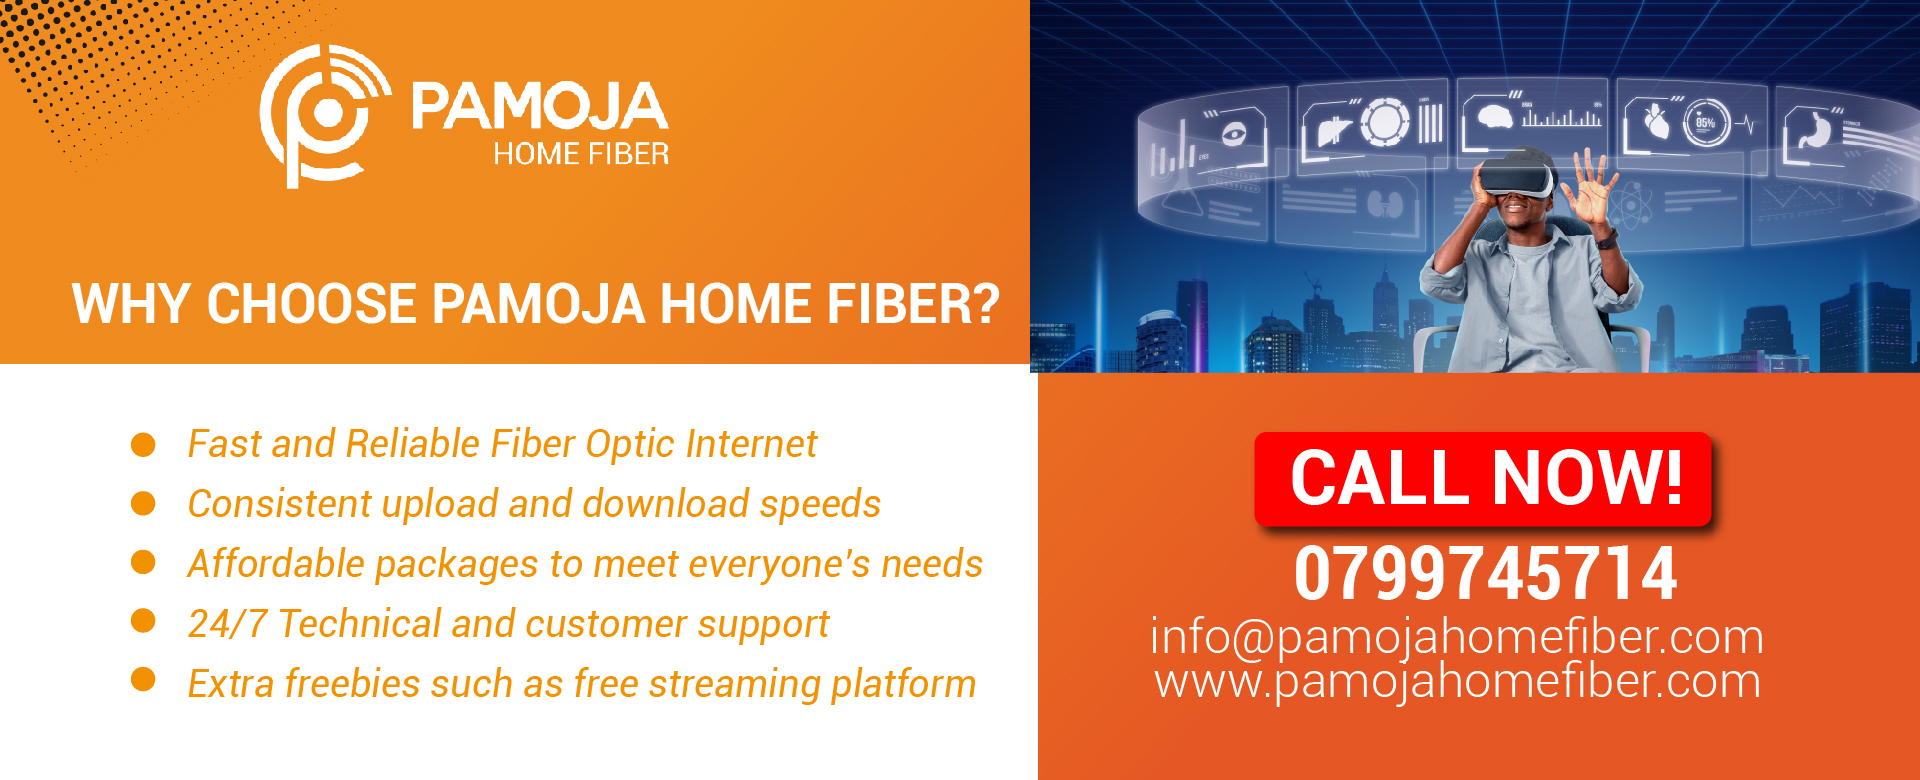 PAMOJA
HOME FIBER
WHY CHOOSE PAMOJA HOME FIBER?
Fast and Reliable Fiber Optic Internet
Consistent upload and download speeds
Affordable packages to meet everyone's needs
24/7 Technical and customer support
Extra freebies such as free streaming platform
EYES
85%
CALL NOW!
0799745714
info@pamojahomefiber.com
www.pamojahomefiber.com